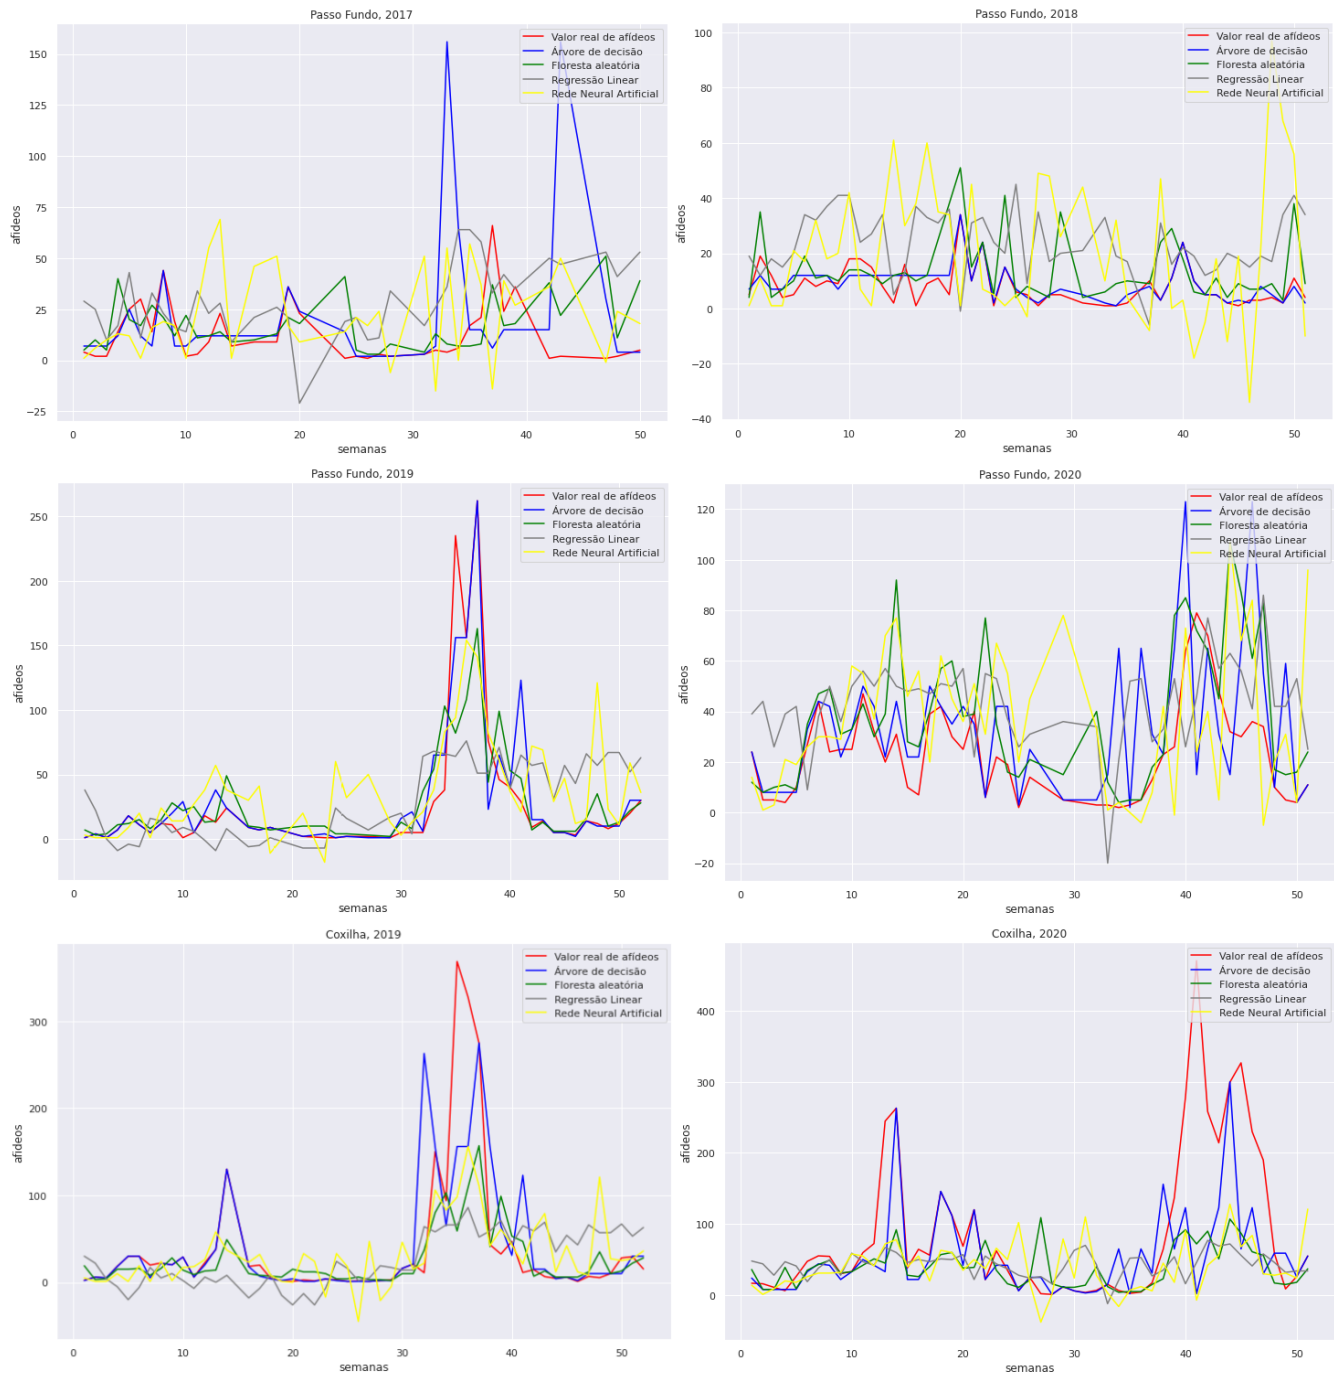 Passo Fundo, 2017
150
125
100
75
50
25
0
−25
afideos
0 10 20 30 40 50
semanas
Valor real de afídeos
Árvore de decisão
Floresta aleatória
Regressão Linear
Rede Neural Artificial
Passo Fundo, 2018
100
80
60
40
20
0
−20
−40
afideos
0 10 20 30 40 50
semanas
Valor real de afídeos
Árvore de decisão
Floresta aleatória
Regressão Linear
Rede Neural Artificial
Passo Fundo, 2019
250
200
150
100
50
0
afideos
0 10 20 30 40 50
semanas
Valor real de afídeos
Árvore de decisão
Floresta aleatória
Regressão Linear
Rede Neural Artificial
Passo Fundo, 2020
120
100
80
60
40
20
0
−20
afideos
0 10 20 30 40 50
semanas
Valor real de afídeos
Árvore de decisão
Floresta aleatória
Regressão Linear
Rede Neural Artificial
Coxilha, 2019
300
200
100
0
afideos
0 10 20 30 40 50
semanas
Valor real de afídeos
Árvore de decisão
Floresta aleatória
Regressão Linear
Rede Neural Artificial
Coxilha, 2020
400
300
200
100
0
afideos
0 10 20 30 40 50
semanas
Valor real de afídeos
Árvore de decisão
Floresta aleatória
Regressão Linear
Rede Neural Artificial